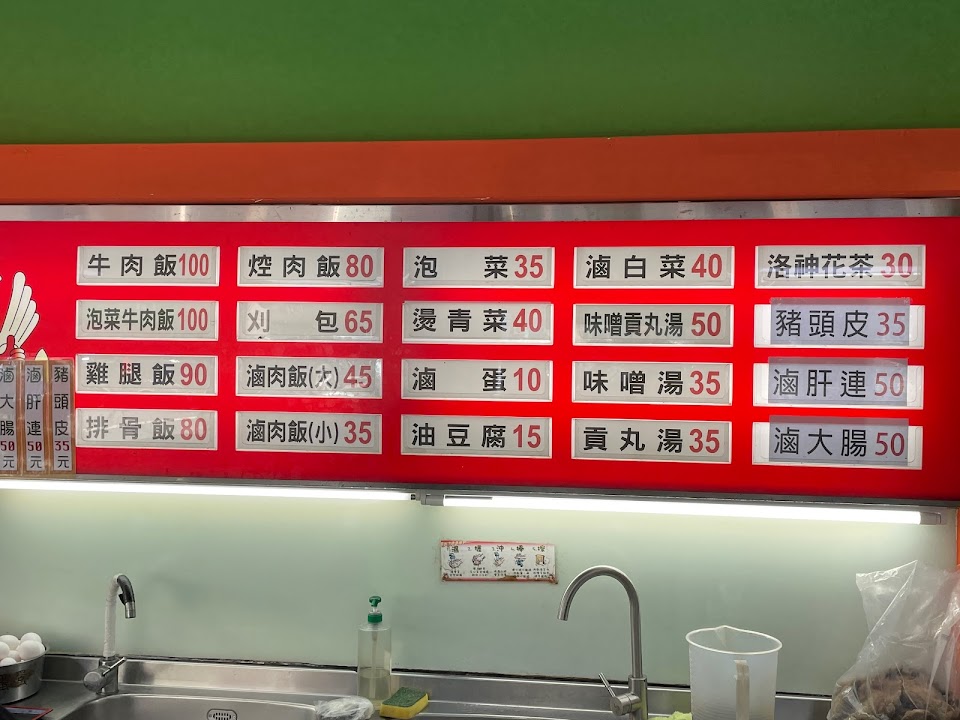 牛肉飯100
泡菜牛肉飯100
雞腿飯90
排骨飯80
焢肉飯80
刈包65
滷肉飯(大)45
滷肉飯(小)35
泡菜35
燙青菜40
滷蛋10
油豆腐15
滷白菜40
味噌貢丸湯50
味噌湯35
貢丸湯35
洛神花茶30
豬頭皮35
滷肝連50
滷大腸50
滷大腸50元
滷肝連50元
豬頭皮35元
濕 搓 沖 捧 擦